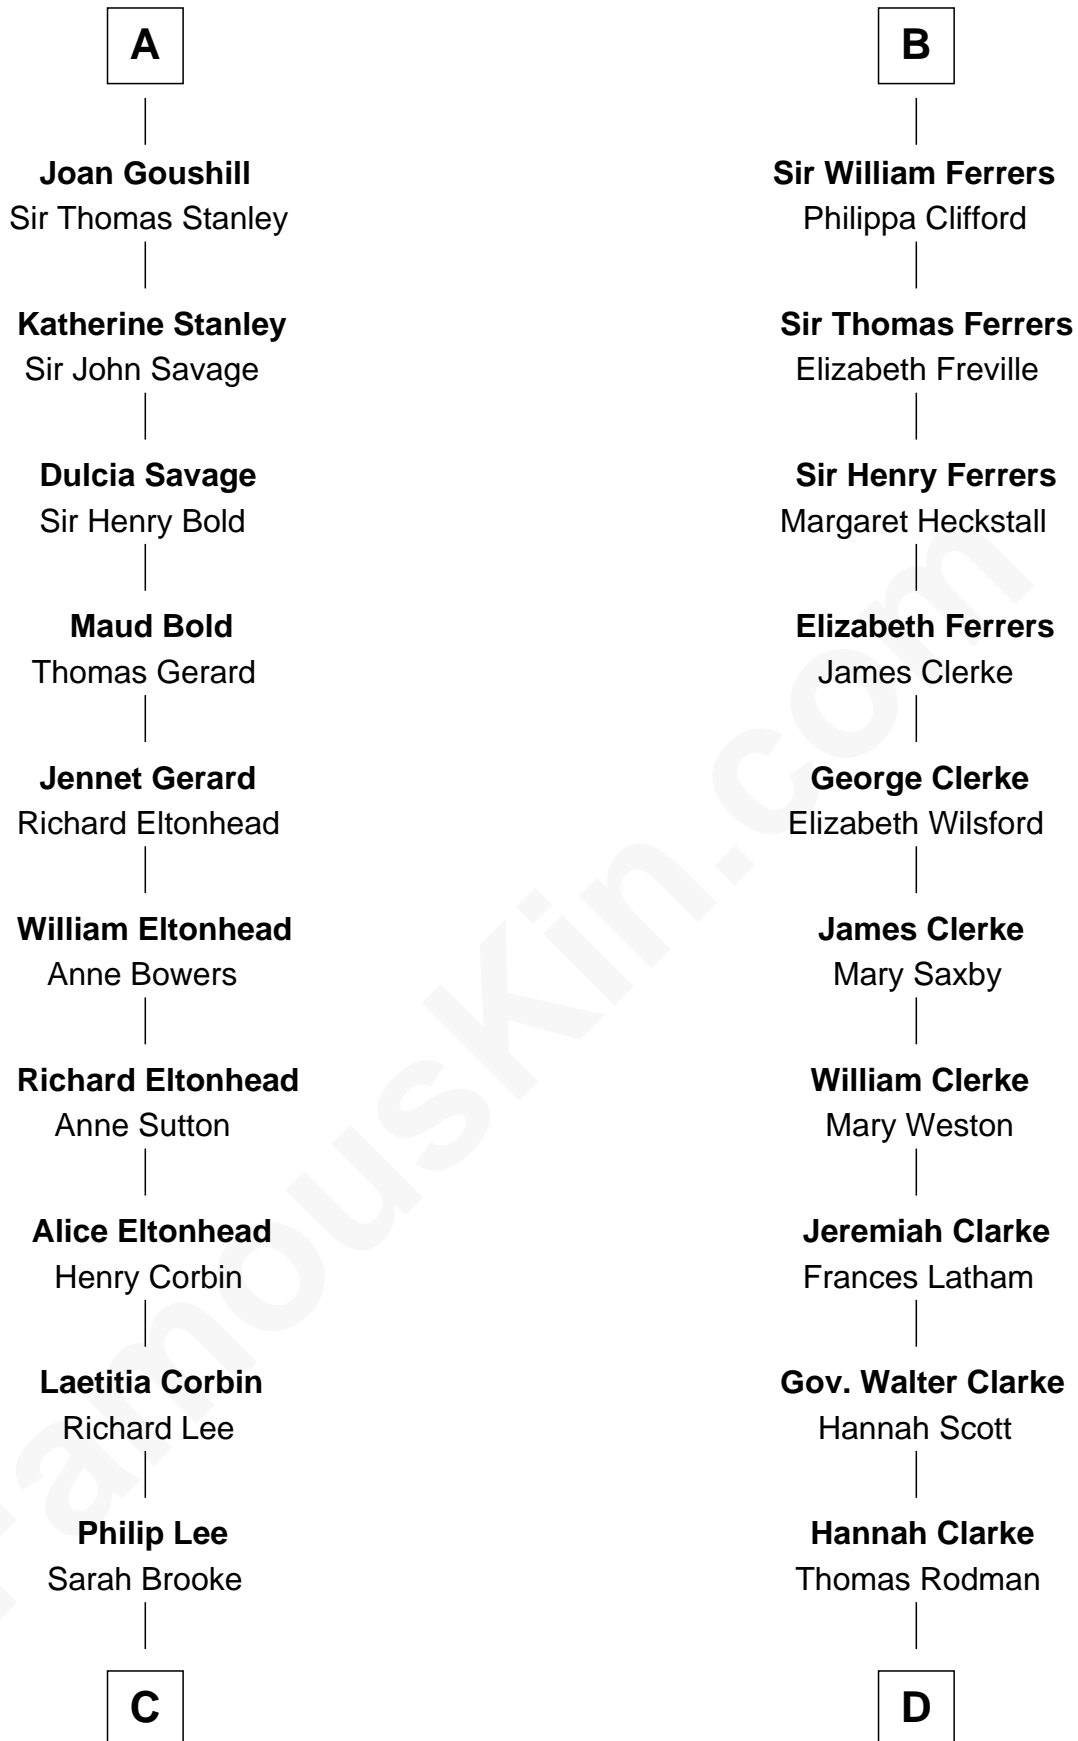 A
Joan Goushill
Sir Thomas Stanley
Katherine Stanley
Sir John Savage
Dulcia Savage
Sir Henry Bold
Maud Bold
Thomas Gerard
Jennet Gerard
Richard Eltonhead
William Eltonhead
Anne Bowers
Richard Eltonhead
Anne Sutton
Alice Eltonhead
Henry Corbin
Laetitia Corbin
Richard Lee
Philip Lee
Sarah Brooke
C
B
Sir William Ferrers
Philippa Clifford
Sir Thomas Ferrers
Elizabeth Freville
Sir Henry Ferrers
Margaret Heckstall
Elizabeth Ferrers
James Clerke
George Clerke
Elizabeth Wilsford
James Clerke
Mary Saxby
William Clerke
Mary Weston
Jeremiah Clarke
Frances Latham
Gov. Walter Clarke
Hannah Scott
Hannah Clarke
Thomas Rodman
D
FamousKin.com